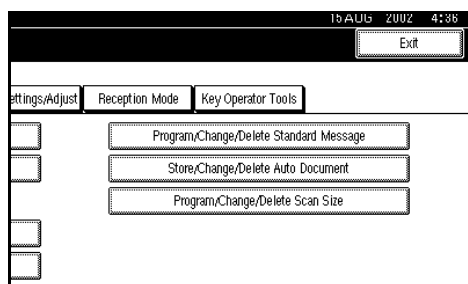 15 AUG 2002 4:36
Exit
ettings/Adjust Reception Mode Key Operator Tools
Program/Change/Delete Standard Message
Store/Change/Delete Auto Document
Program/Change/Delete Scan Size